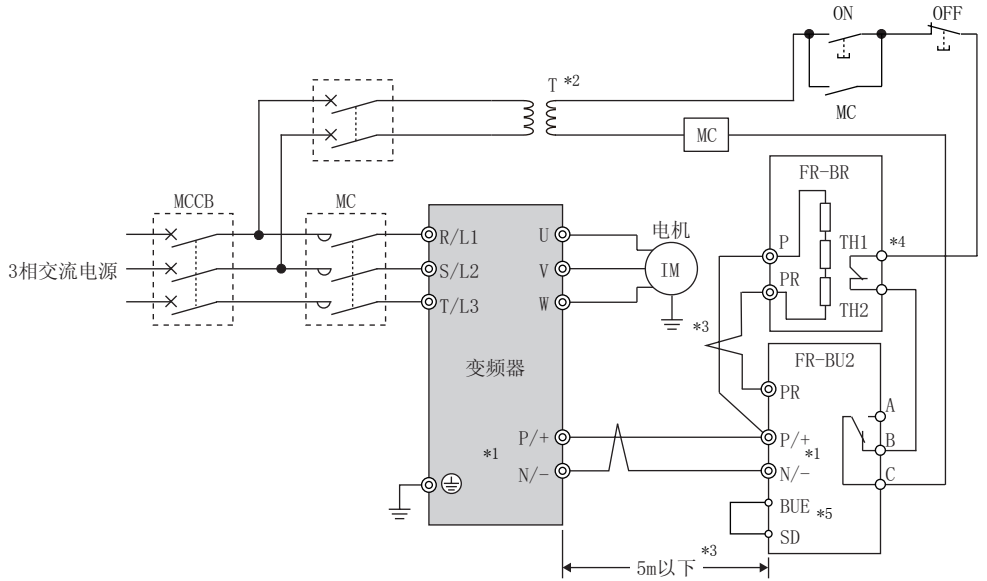 ON
OFF
T *2
MC
MC
FR-BR
MCCB
MC
P
TH1 *4
R/L1
U
电机
3相交流电源
S/L2
V
IM
PR
T/L3
W
TH2
*3
变频器
FR-BU2
PR
A
P/+
P/+
B
*1
*1
N/-
N/-
C
BUE *5
SD
5m以下 *3